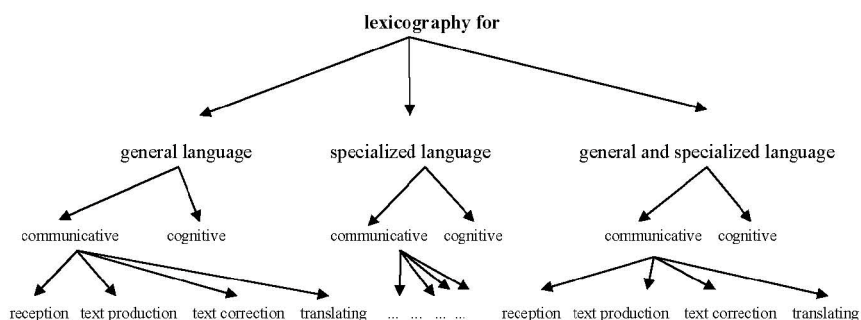 lexicography for
general language specialized language general and specialized language
communicative cognitive communicative cognitive communicative cognitive
reception text production text correction translating ... ... ... ... reception text production text correction translating